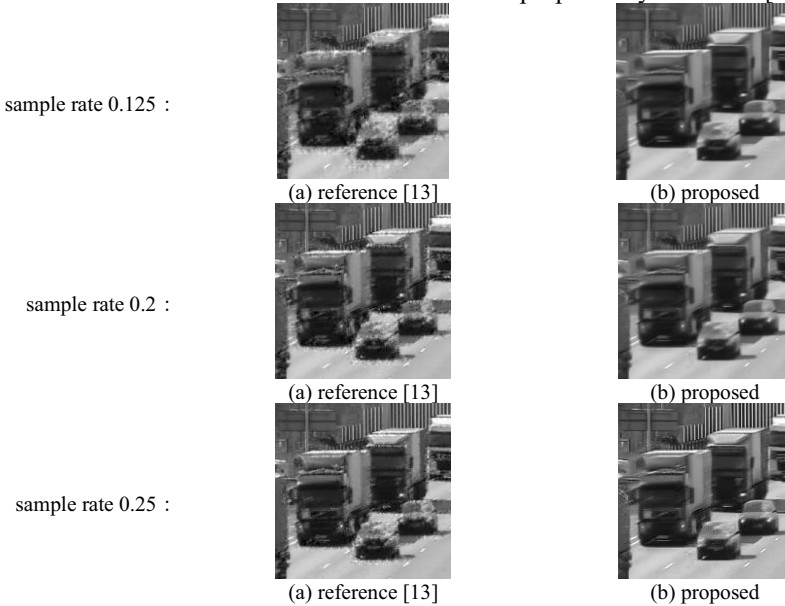 sample rate 0.125 :
(a) reference [13]
(b) proposed
sample rate 0.2 :
(a) reference [13]
(b) proposed
sample rate 0.25 :
(a) reference [13]
(b) proposed